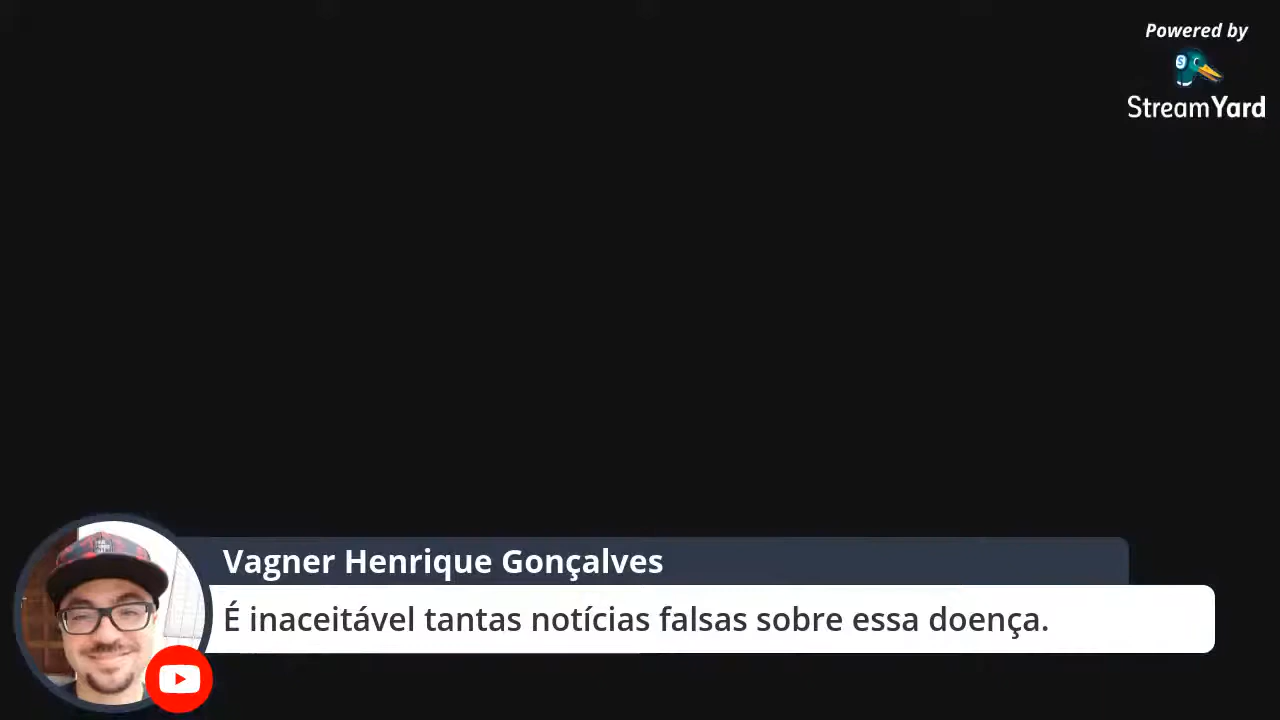 Powered by
StreamYard
Vagner Henrique Gonçalves
É inaceitável tantas notícias falsas sobre essa doença.